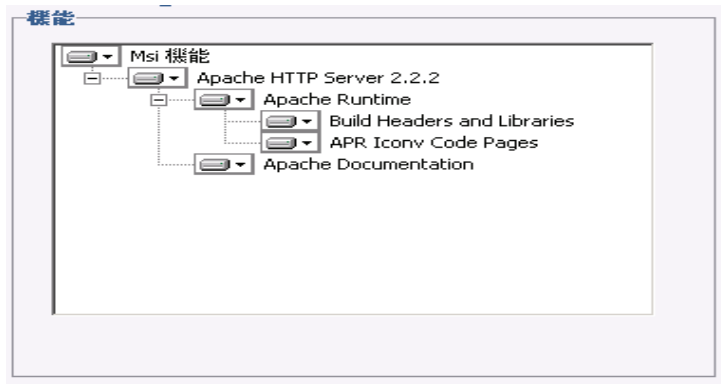 機能
Msi 機能
Apache HTTP Server 2.2.2
Apache Runtime
Build Headers and Libraries
APR Iconv Code Pages
Apache Documentation